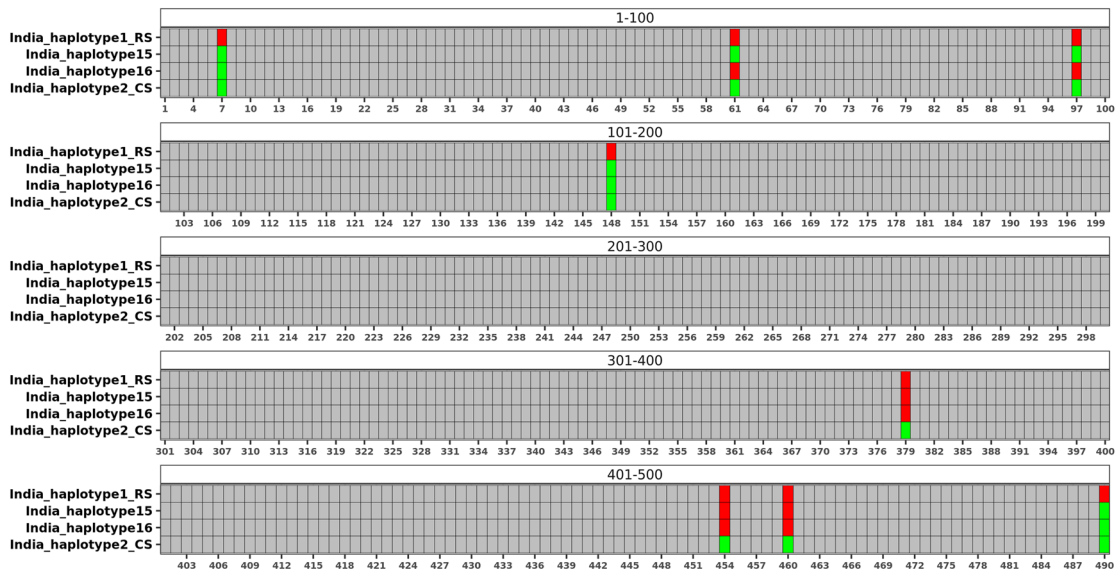 1-100
India_haplotype1_RS
India_haplotype15
India_haplotype16
India_haplotype2_CS
1 4 7 10 13 16 19 22 25 28 31 34 37 40 43 46 49 52 55 58 61 64 67 70 73 76 79 82 85 88 91 94 97 100
101-200
India_haplotype1_RS
India_haplotype15
India_haplotype16
India_haplotype2_CS
103 106 109 112 115 118 121 124 127 130 133 136 139 142 145 148 151 154 157 160 163 166 169 172 175 178 181 184 187 190 193 196 199
201-300
India_haplotype1_RS
India_haplotype15
India_haplotype16
India_haplotype2_CS
202 205 208 211 214 217 220 223 226 229 232 235 238 241 244 247 250 253 256 259 262 265 268 271 274 277 280 283 286 289 292 295 298
301-400
India_haplotype1_RS
India_haplotype15
India_haplotype16
India_haplotype2_CS
301 304 307 310 313 316 319 322 325 328 331 334 337 340 343 346 349 352 355 358 361 364 367 370 373 376 379 382 385 388 391 394 397 400
401-500
India_haplotype1_RS
India_haplotype15
India_haplotype16
India_haplotype2_CS
403 406 409 412 415 418 421 424 427 430 433 436 439 442 445 448 451 454 457 460 463 466 469 472 475 478 481 484 487 490